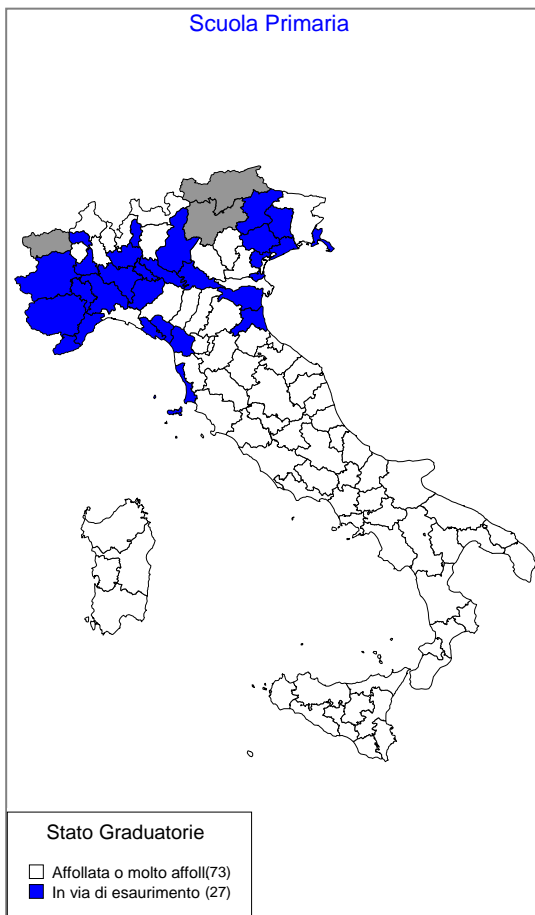 Scuola Primaria
Stato Graduatorie
Affollata o molto affoll(73)
In via di esaurimento (27)